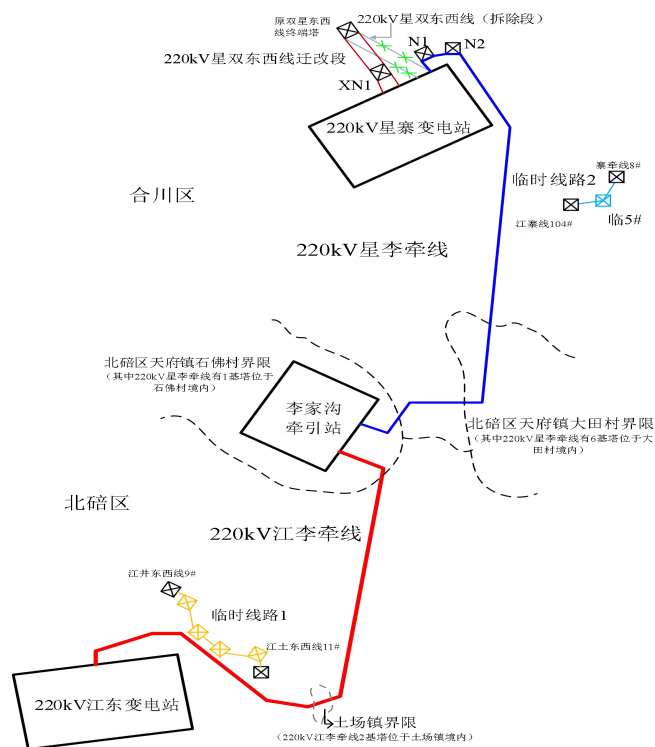 原双星东西
线终端塔
220kV星双东西线（拆除段）
N1
N2
220kV星双东西线迁改段
XN1
220kV星寨变电站
寨牵线8#
临时线路2
合川区
江寨线104#
临5#
220kV星李牵线
北碚区天府镇石佛村界限
（其中220kV星李牵线有1基塔位于
石佛村境内）
李家沟
牵引站
北碚区天府镇大田村界限
（其中220kV星李牵线有6基塔位于大
田村境内）
北碚区
220kV江李牵线
江井东西线9#
临时线路1
江土东西线11#
220kV江东变电站
土场镇界限
（220kV江李牵线2基塔位于土场镇境内）